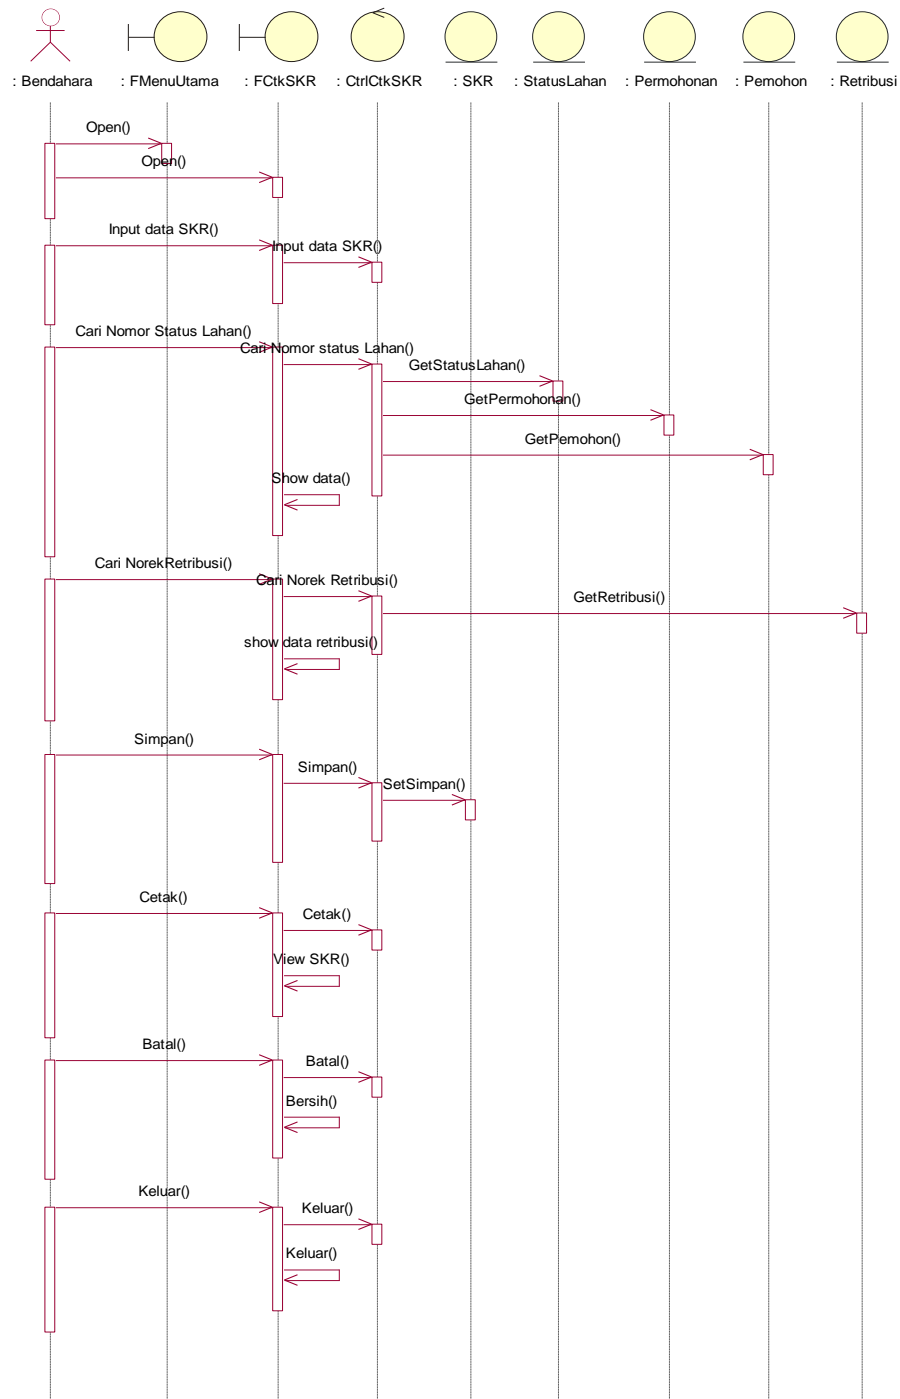 : Bendahara
: FMenuUtama
: FCtkSKR
: CtrlCtkSKR
: SKR
: StatusLahan
: Permohonan
: Pemohon
: Retribusi
Open()
Open()
Input data SKR()
Input data SKR()
Cari Nomor Status Lahan()
Cari Nomor status Lahan()
GetStatusLahan()
GetPermohonan()
GetPemohon()
Show data()
Cari NorekRetribusi()
Cari Norek Retribusi()
GetRetribusi()
show data retribusi()
Simpan()
Simpan()
SetSimpan()
Cetak()
Cetak()
View SKR()
Batal()
Batal()
Bersih()
Keluar()
Keluar()
Keluar()